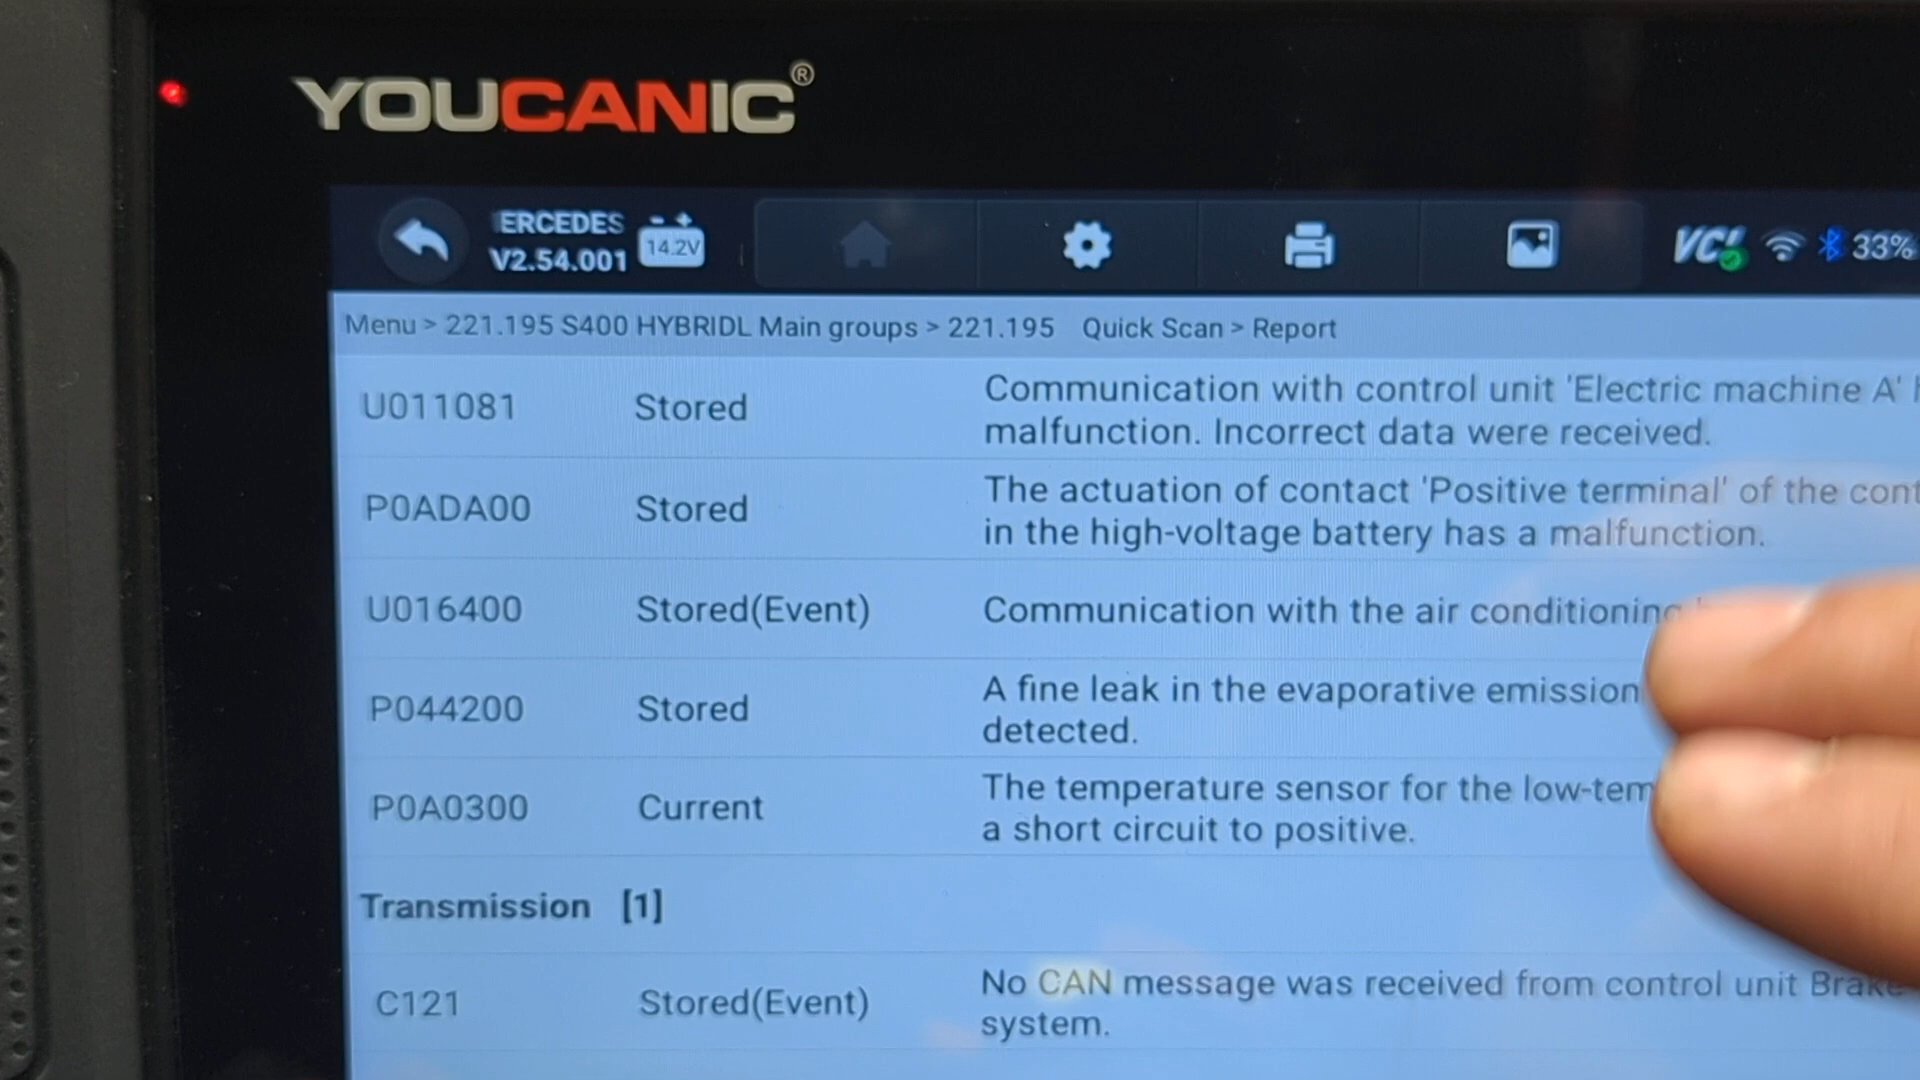 YOUCANIC®
ERCEDES
V2.54.001
- +
14.2V
VCI 33%
Menu > 221.195 S400 HYBRIDL Main groups > 221.195 Quick Scan > Report
U011081 Stored Communication with control unit 'Electric machine A'
malfunction. Incorrect data were received.
P0ADA00 Stored The actuation of contact 'Positive terminal' of the
in the high-voltage battery has a malfunction.
U016400 Stored(Event) Communication with the air conditioning
P044200 Stored A fine leak in the evaporative emission
detected.
P0A0300 Current The temperature sensor for the
a short circuit to positive.
Transmission [1]
C121 Stored(Event) No CAN message was received from control unit Brake
system.